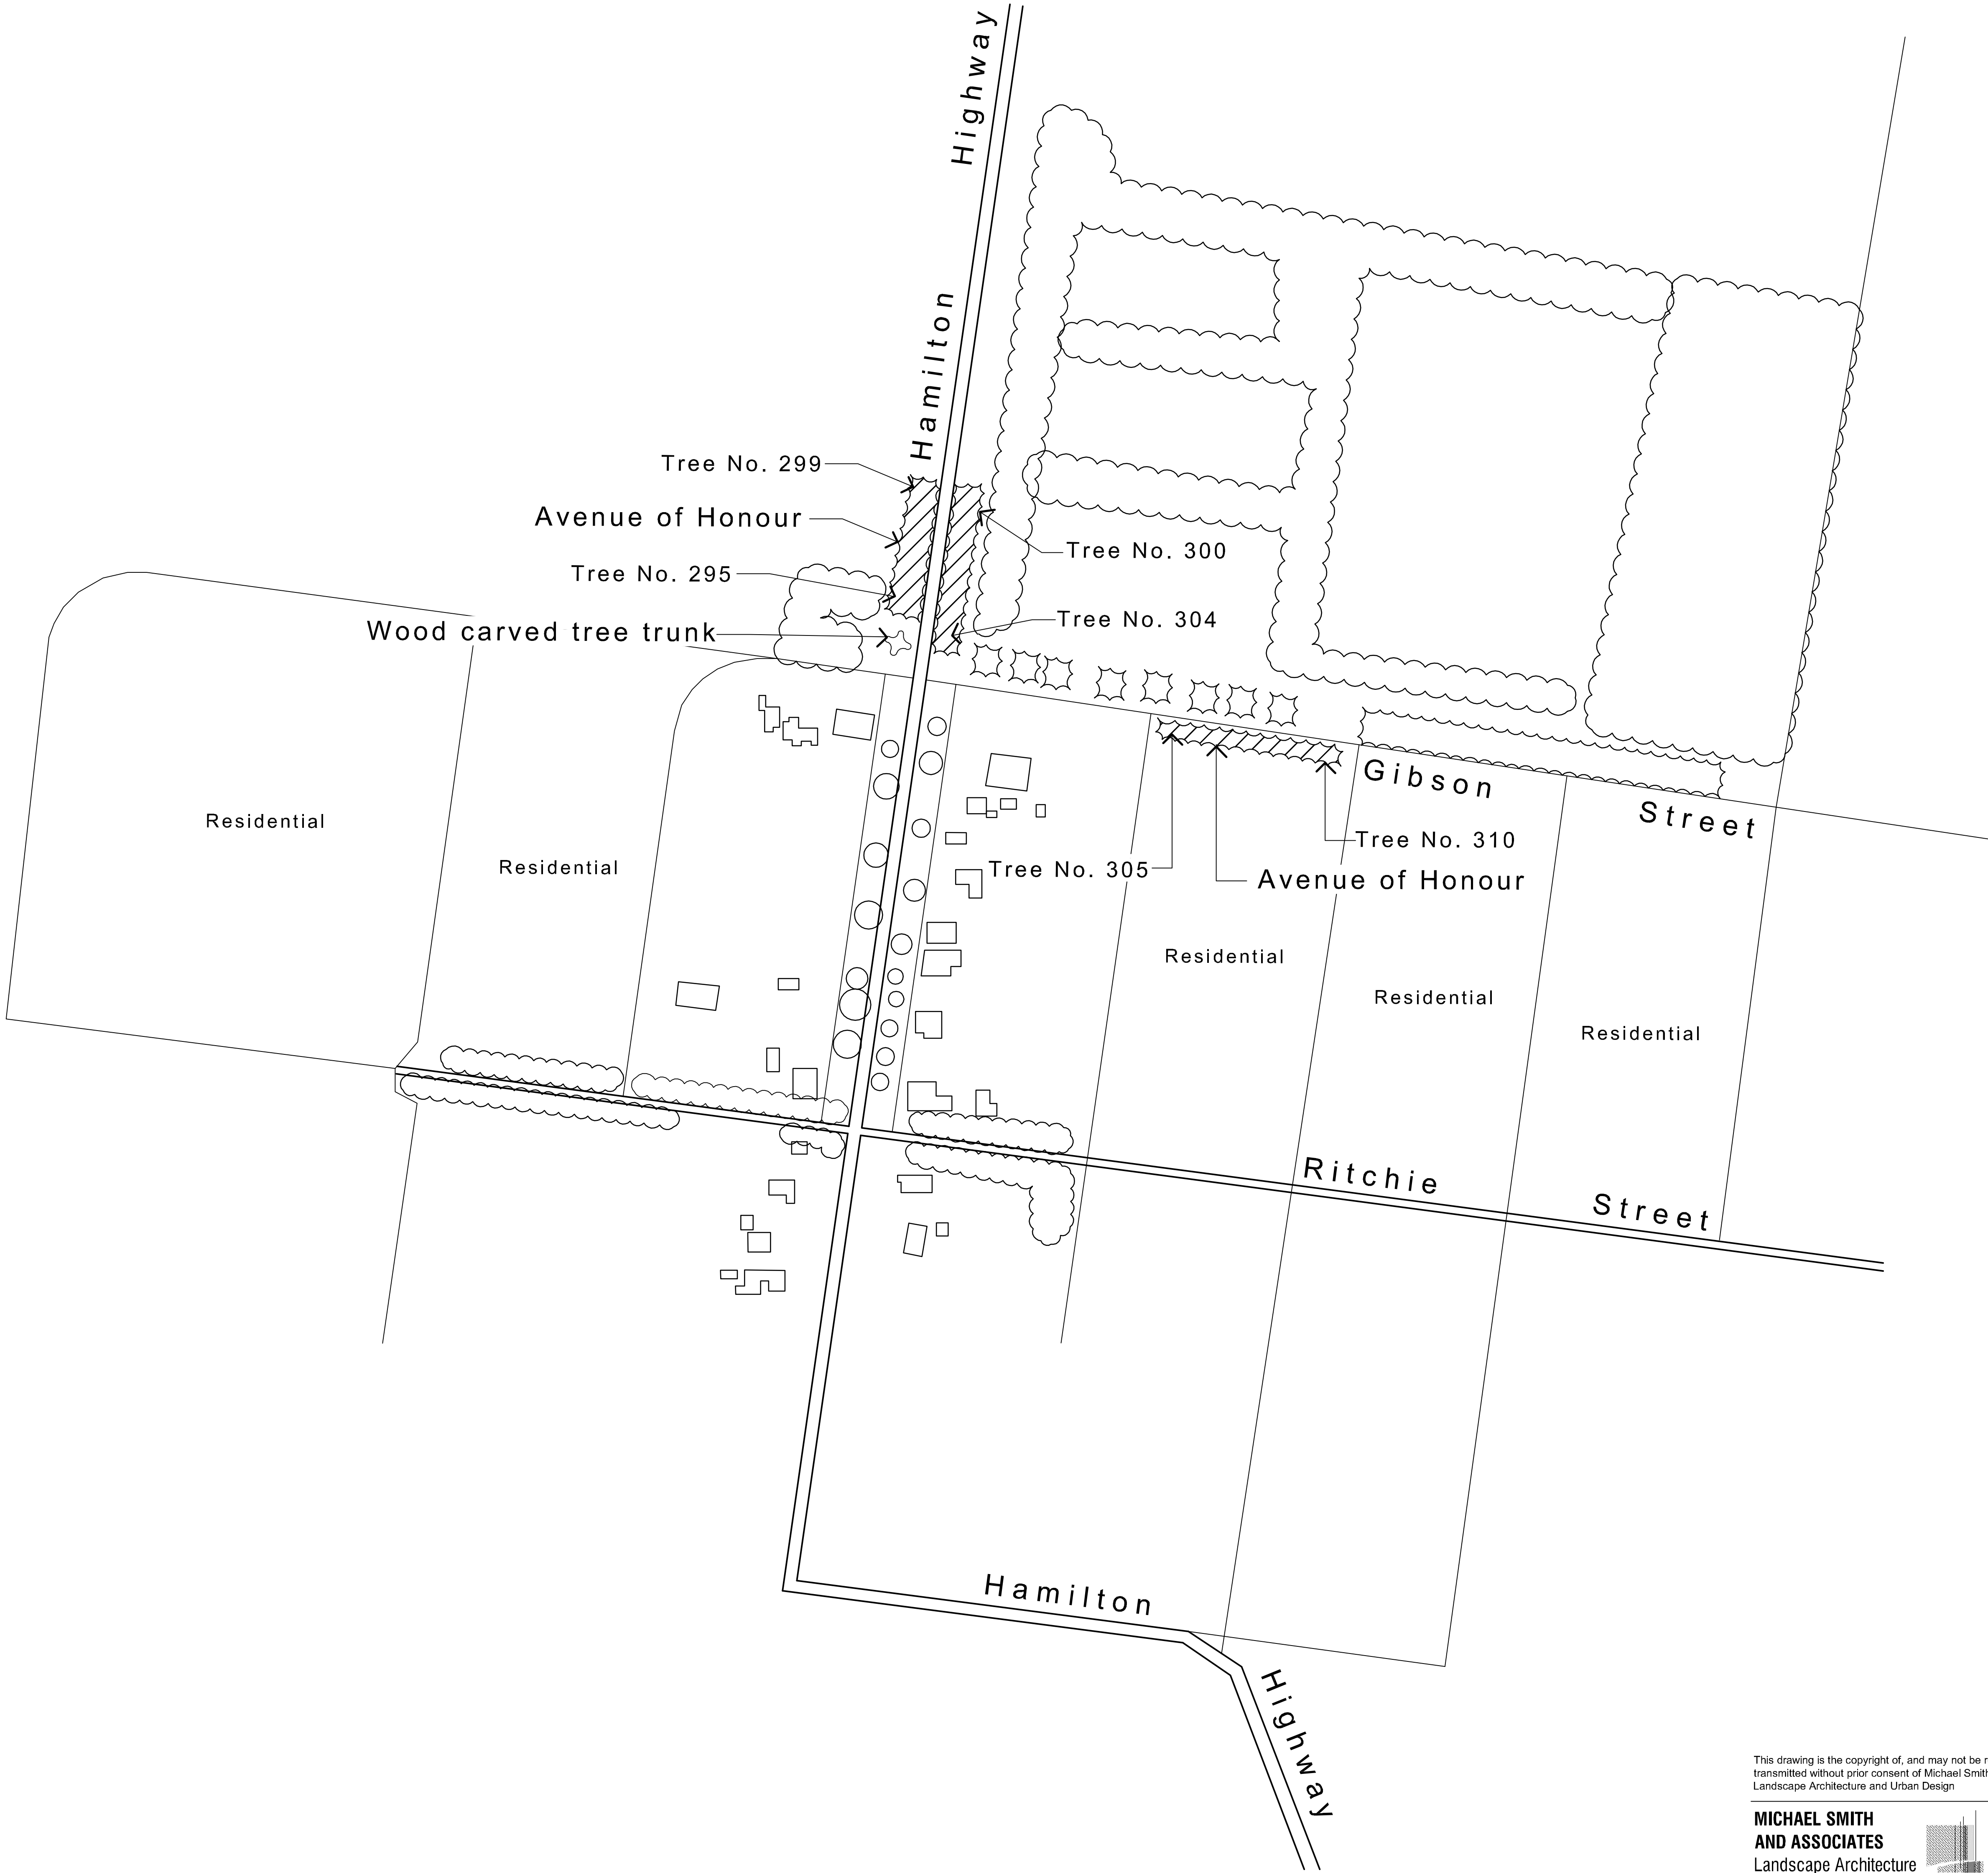 Highway
Hamilton
Tree No. 299
Avenue of Honour
Tree No. 300
Tree No. 295
Tree No. 304
Wood carved tree trunk
Gibson
Street
Residential
Tree No. 310
Residential
Tree No. 305
Avenue of Honour
Residential
Residential
Residential
Ritchie
Street
Hamilton
Highway
This drawing is the copyright of, and may not be
transmitted without prior consent of Michael Smith
Landscape Architecture and Urban Design
MICHAEL SMITH
AND ASSOCIATES
Landscape Architecture